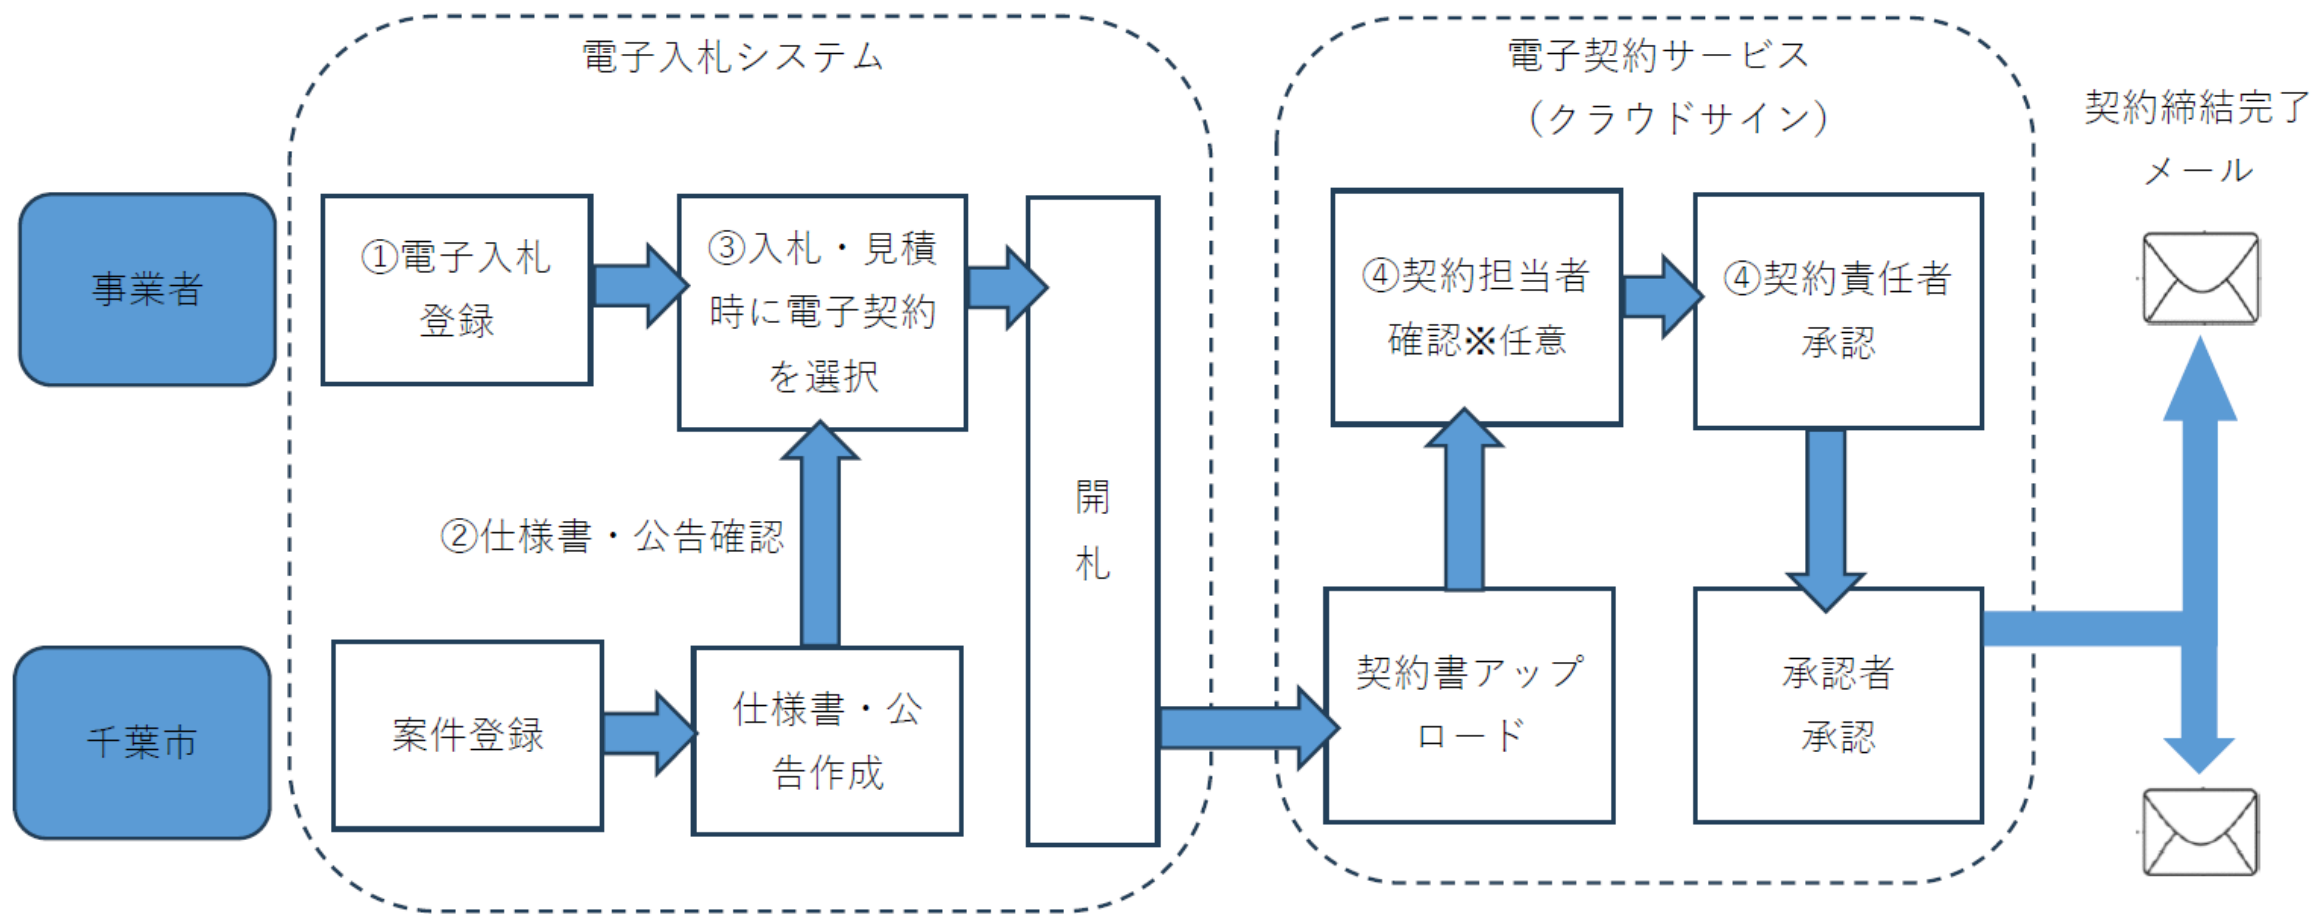 電子入札システム
電子契約サービス
（クラウドサイン）
契約締結完了
メール
事業者
①電子入札
登録
③入札・見積
時に電子契約
を選択
④契約担当者
確認※任意
④契約責任者
承認
②仕様書・公告確認
開
札
千葉市
案件登録
仕様書・公
告作成
契約書アップ
ロード
承認者
承認